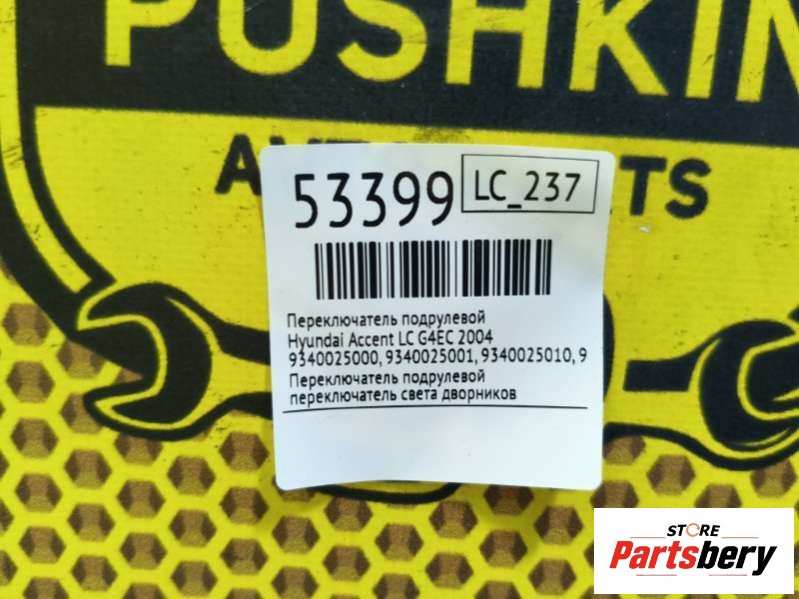 PUSHKIN
53399 LC_237
Переключатель подрулевой
Hyundai Accent LC G4EC 2004
9340025000, 9340025001, 9340025010, 9
Переключатель подрулевой
переключатель света дворников
STORE
Partsbery